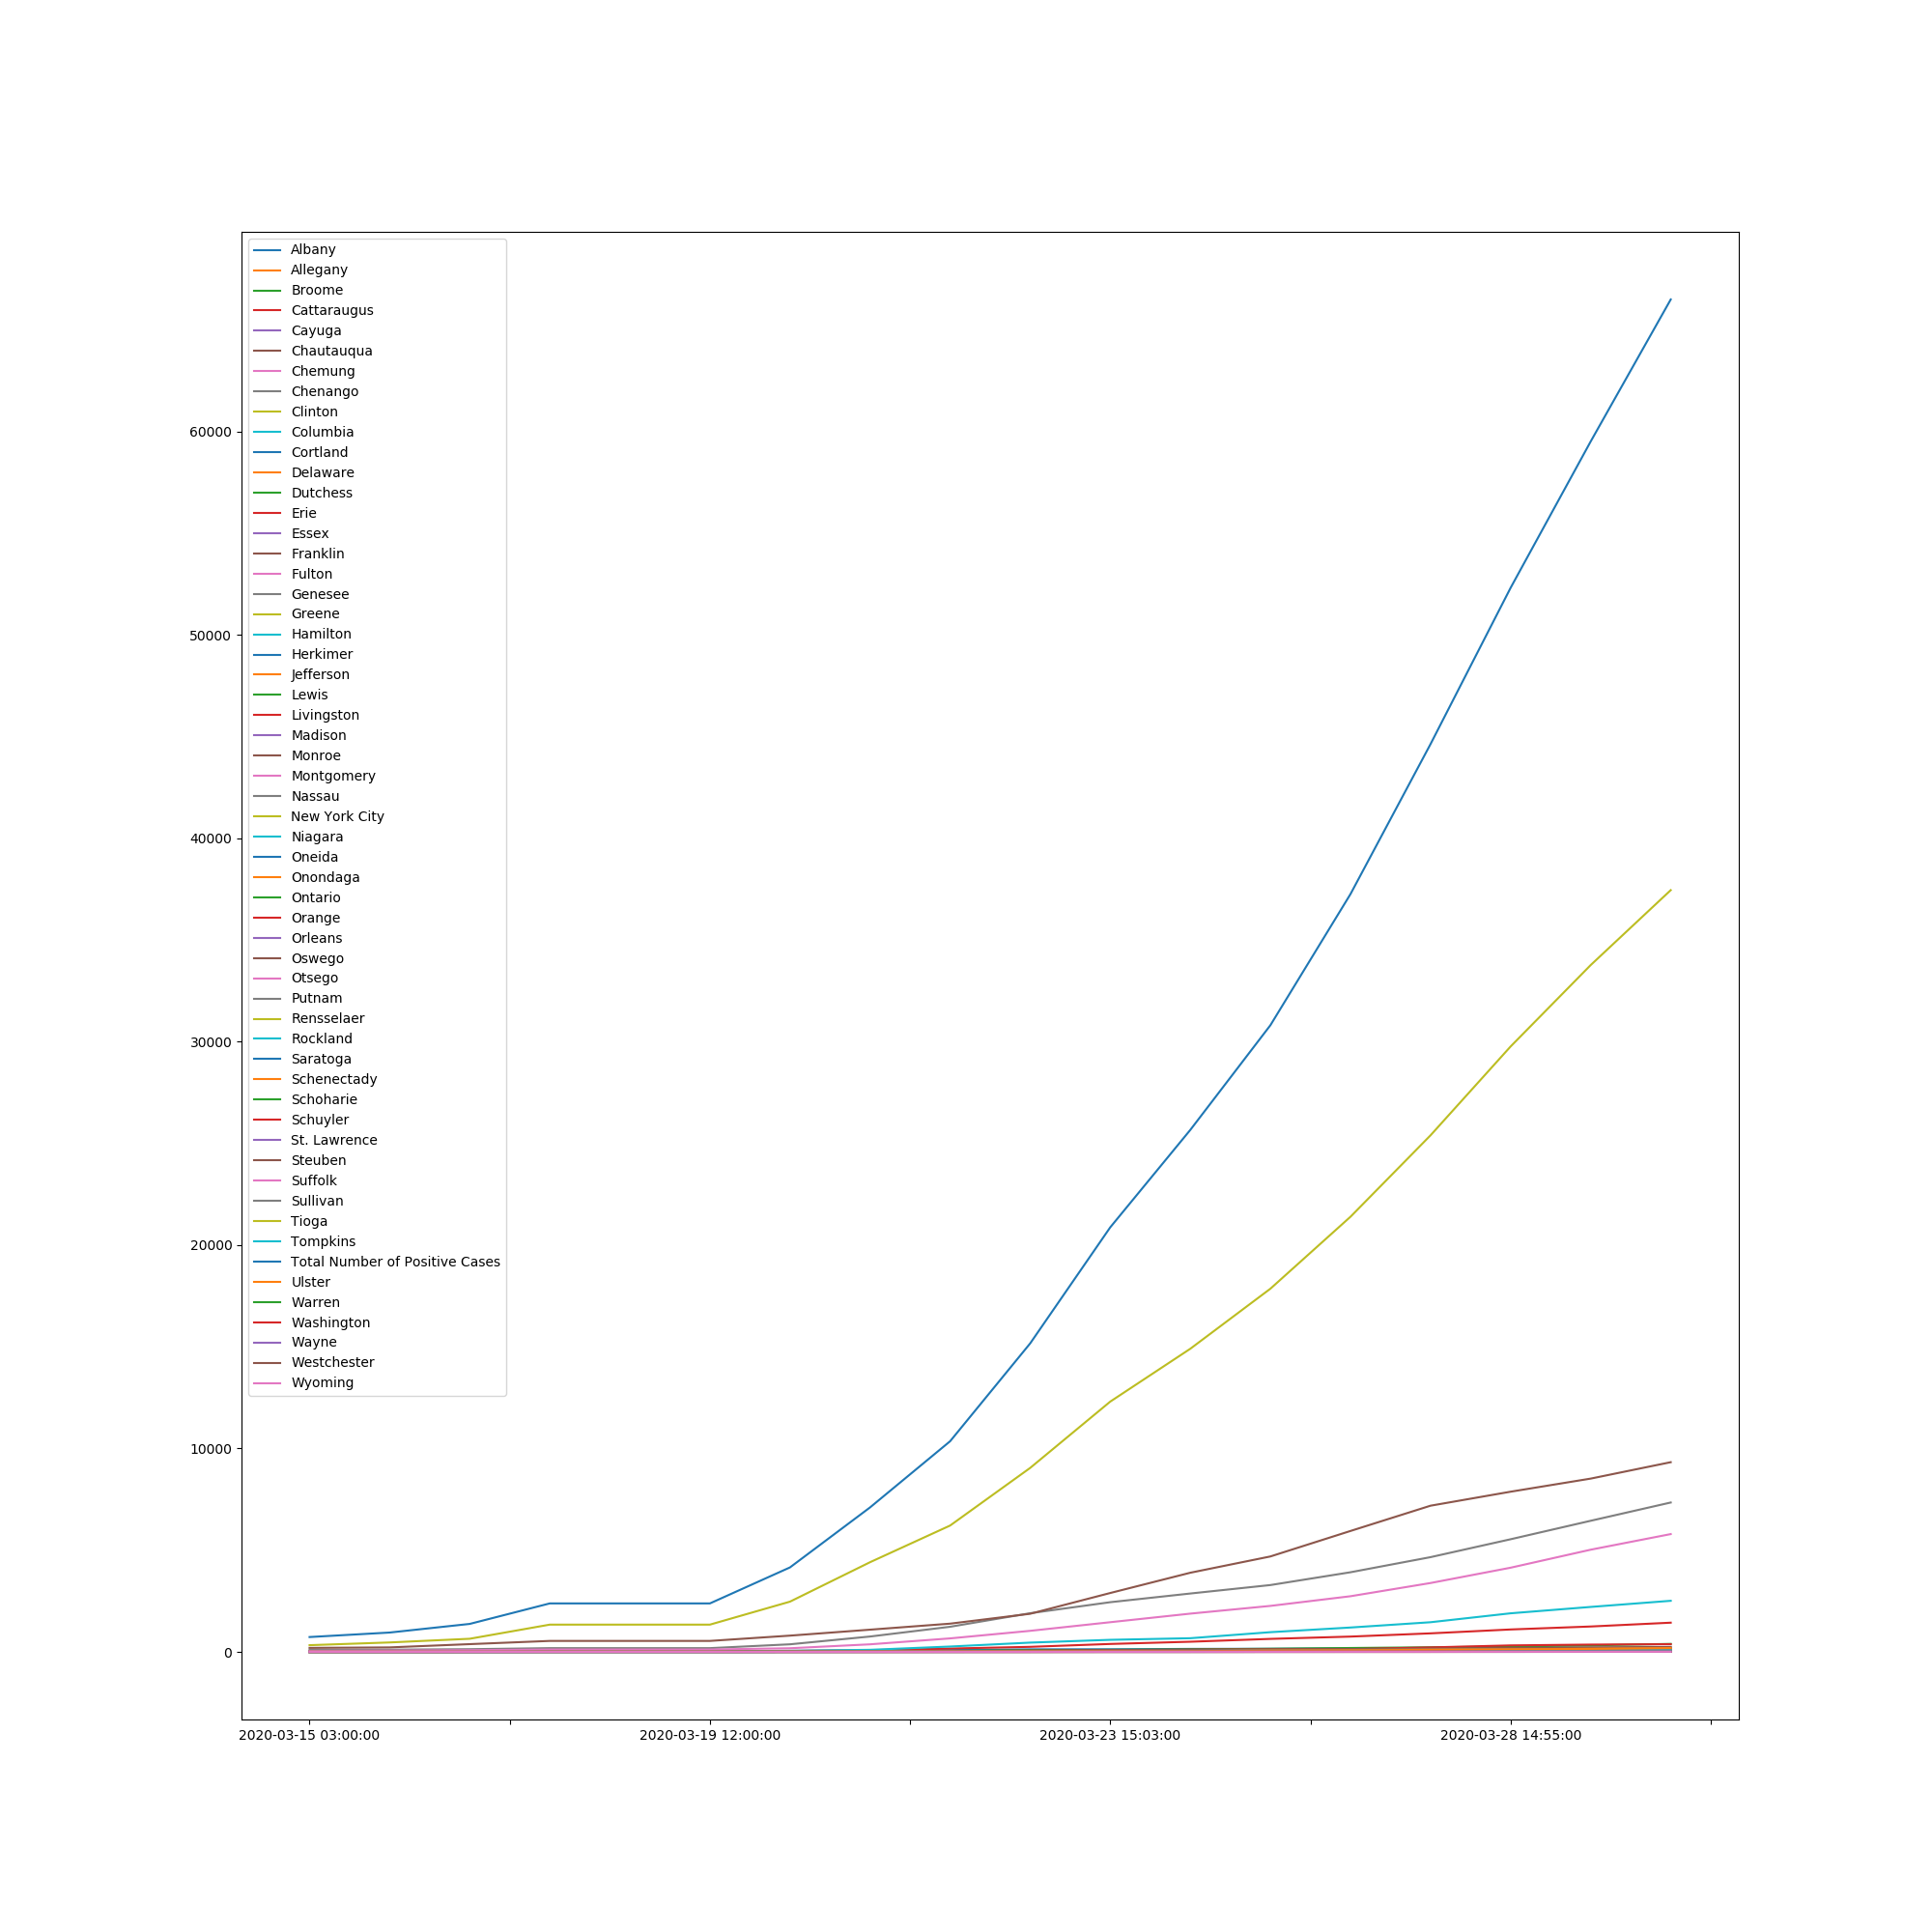 Albany
Allegany
Broome
Cattaraugus
Cayuga
Chautauqua
Chemung
Chenango
Clinton
Columbia
Cortland
Delaware
Dutchess
Erie
Essex
Franklin
Fulton
Genesee
Greene
Hamilton
Herkimer
Jefferson
Lewis
Livingston
Madison
Monroe
Montgomery
Nassau
New York City
Niagara
Oneida
Onondaga
Ontario
Orange
Orleans
Oswego
Otsego
Putnam
Rensselaer
Rockland
Saratoga
Schenectady
Schoharie
Schuyler
St. Lawrence
Steuben
Suffolk
Sullivan
Tioga
Tompkins
Total Number of Positive Cases
Ulster
Warren
Washington
Wayne
Westchester
Wyoming
60000
50000
40000
30000
20000
10000
0
2020-03-15 03:00:00 2020-03-19 12:00:00 2020-03-23 15:03:00 2020-03-28 14:55:00